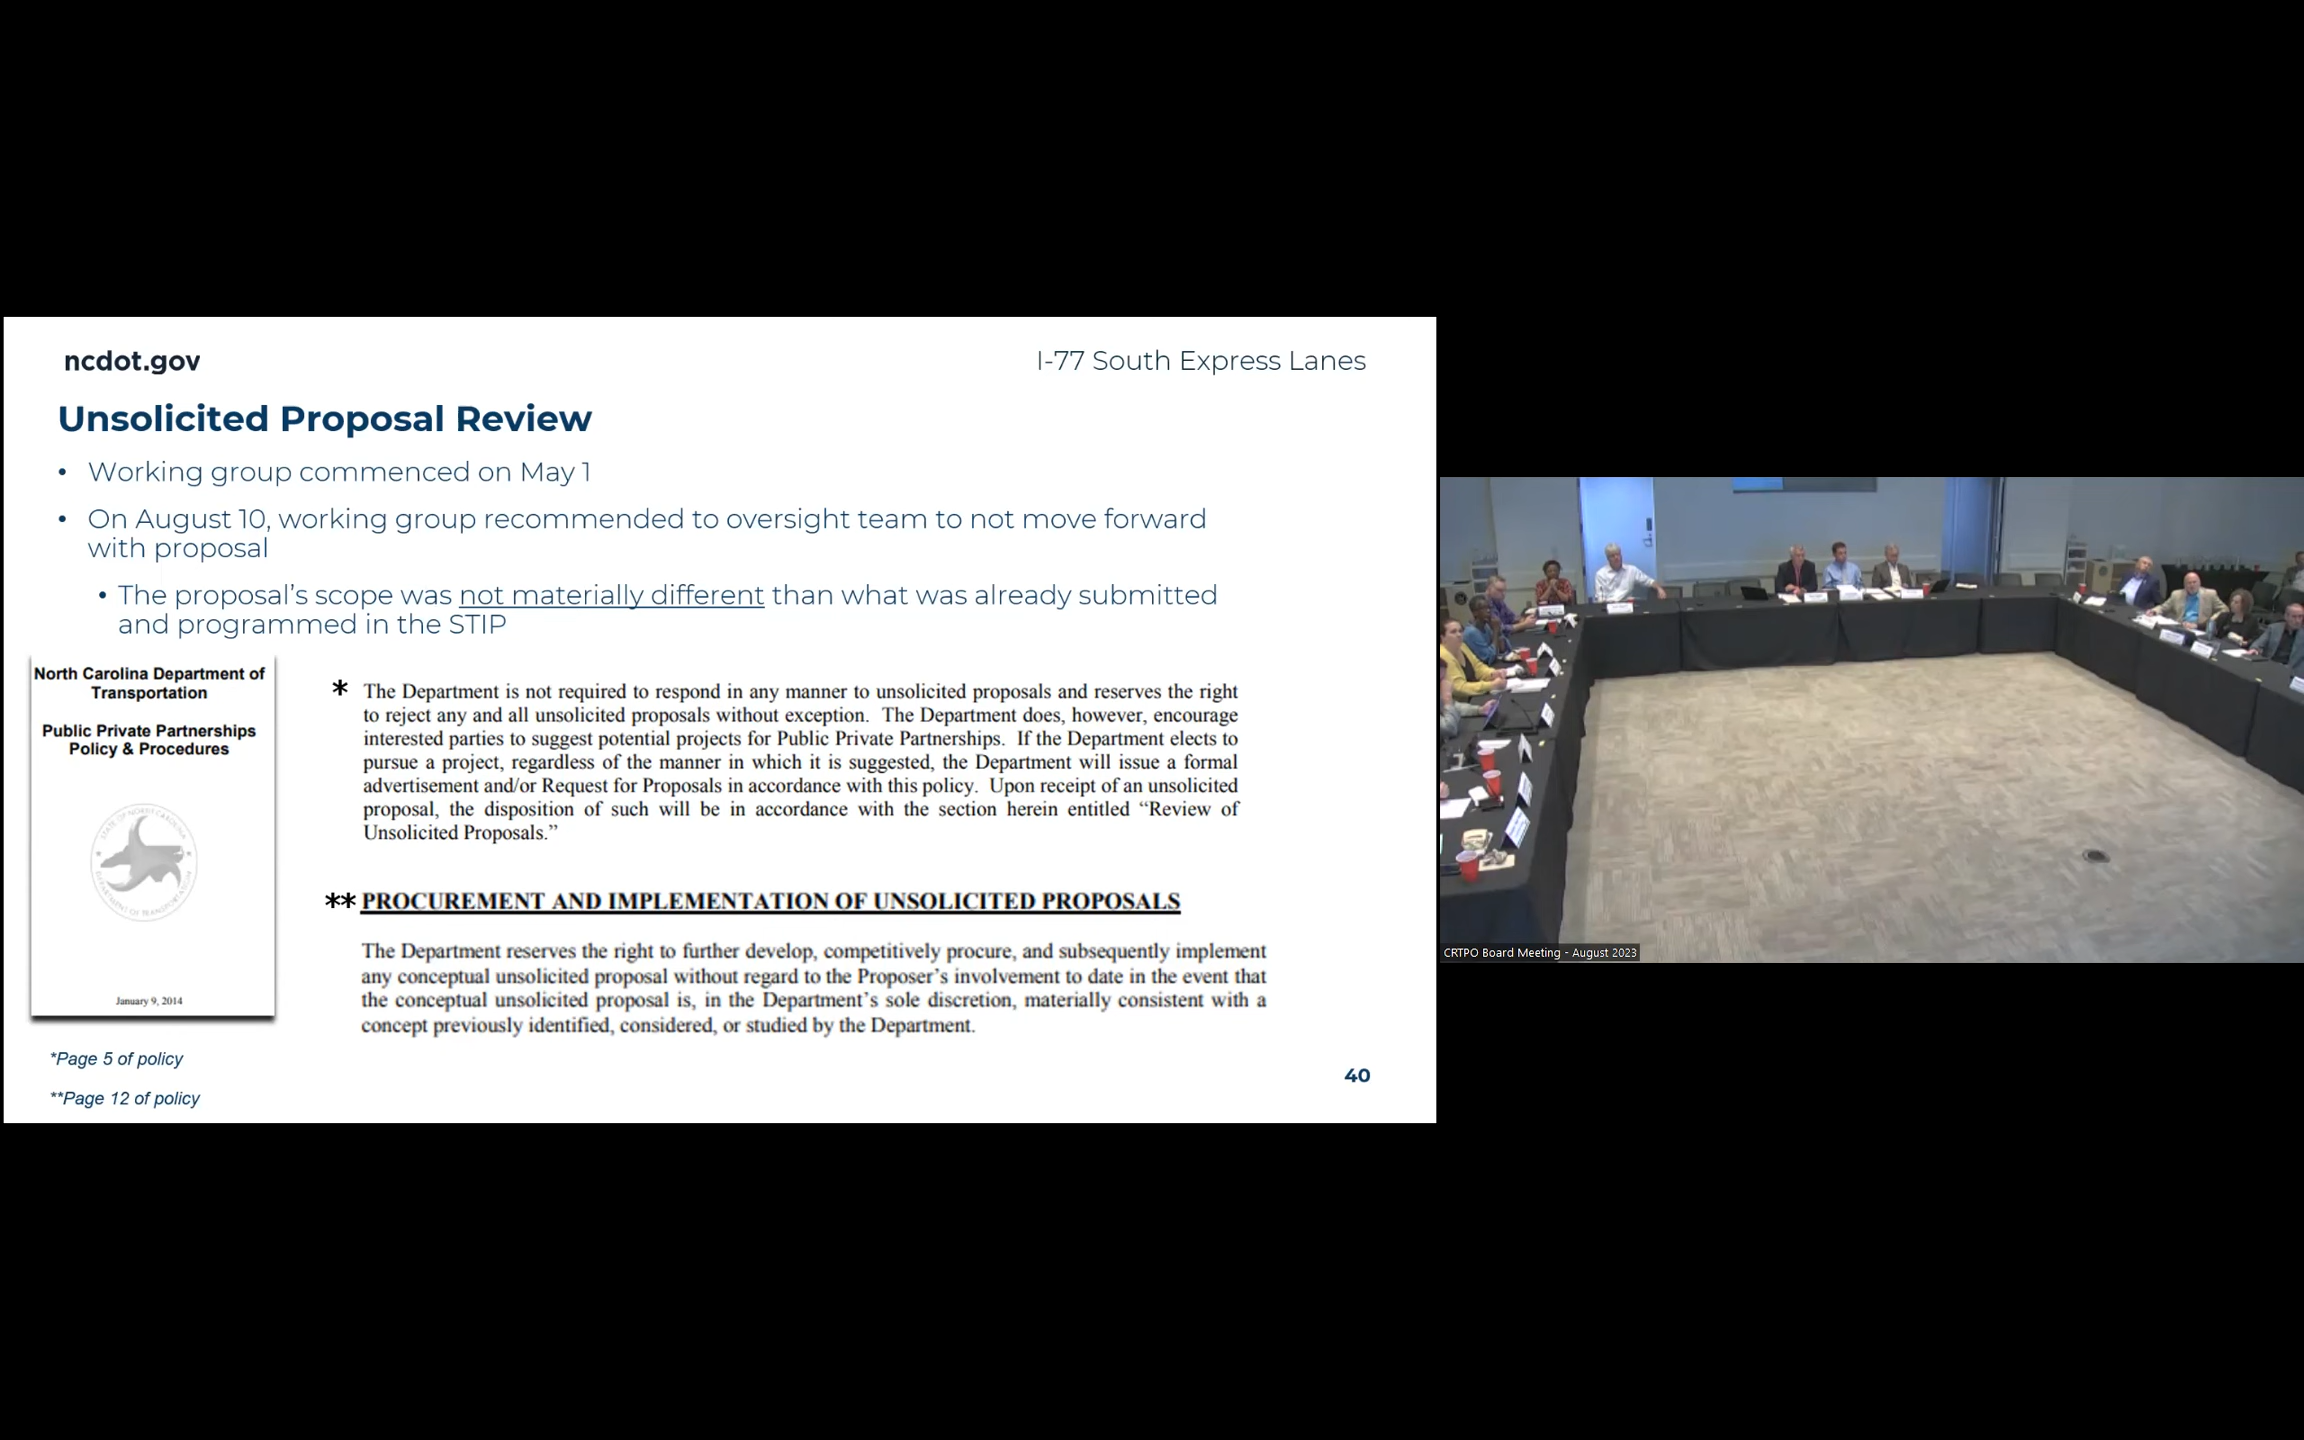 ncdot.gov
I-77 South Express Lanes
Unsolicited Proposal Review
• Working group commenced on May 1
• On August 10, working group recommended to oversight team to not move forward
with proposal
• The proposal's scope was not materially different than what was already submitted
and programmed in the STIP
North Carolina Department of
Transportation
Public Private Partnerships
Policy & Procedures
STATE OF NORTH CAROLINA
DEPARTMENT OF TRANSPORTATION
January 9, 2014
* The Department is not required to respond in any manner to unsolicited proposals and reserves the right
to reject any and all unsolicited proposals without exception. The Department does, however, encourage
interested parties to suggest potential projects for Public Private Partnerships. If the Department elects to
pursue a project, regardless of the manner in which it is suggested, the Department will issue a formal
advertisement and/or Request for Proposals in accordance with this policy. Upon receipt of an unsolicited
proposal, the disposition of such will be in accordance with the section herein entitled “Review of
Unsolicited Proposals.”
** PROCUREMENT AND IMPLEMENTATION OF UNSOLICITED PROPOSALS
The Department reserves the right to further develop, competitively procure, and subsequently implement
any conceptual unsolicited proposal without regard to the Proposer's involvement to date in the event that
the conceptual unsolicited proposal is, in the Department's sole discretion, materially consistent with a
concept previously identified, considered, or studied by the Department.
*Page 5 of policy
**Page 12 of policy
40
CRTPO Board Meeting - August 2023